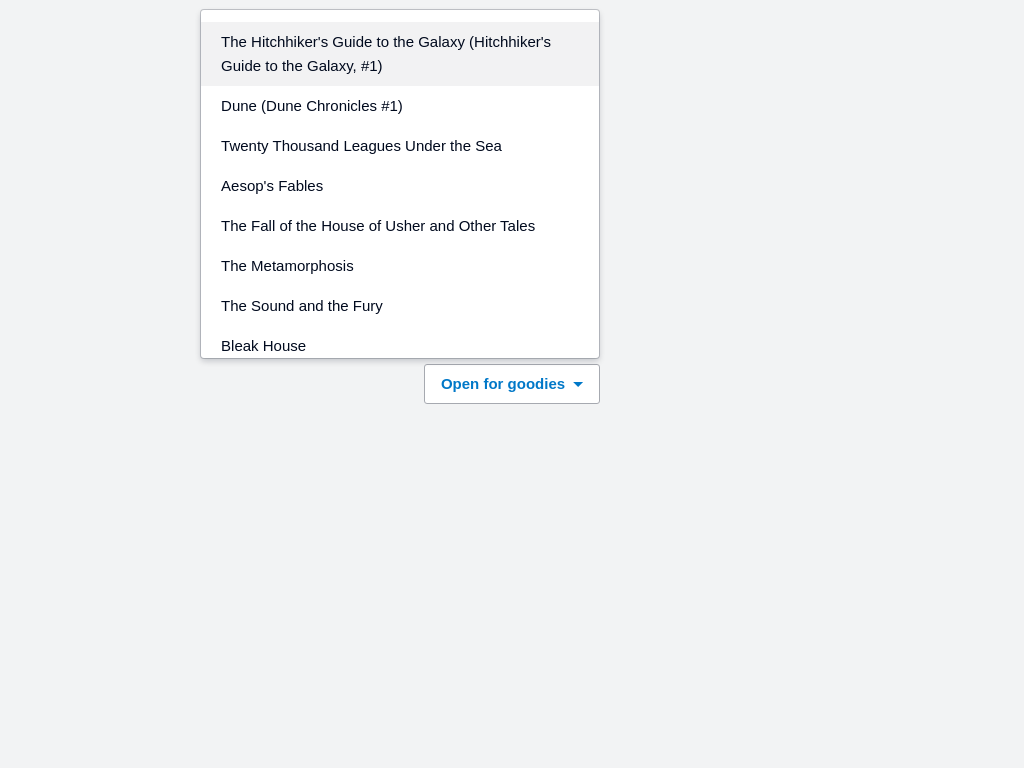 The Hitchhiker's Guide to the Galaxy (Hitchhiker's
Guide to the Galaxy, #1)
Dune (Dune Chronicles #1)
Twenty Thousand Leagues Under the Sea
Aesop's Fables
The Fall of the House of Usher and Other Tales
The Metamorphosis
The Sound and the Fury
Bleak House
Open for goodies